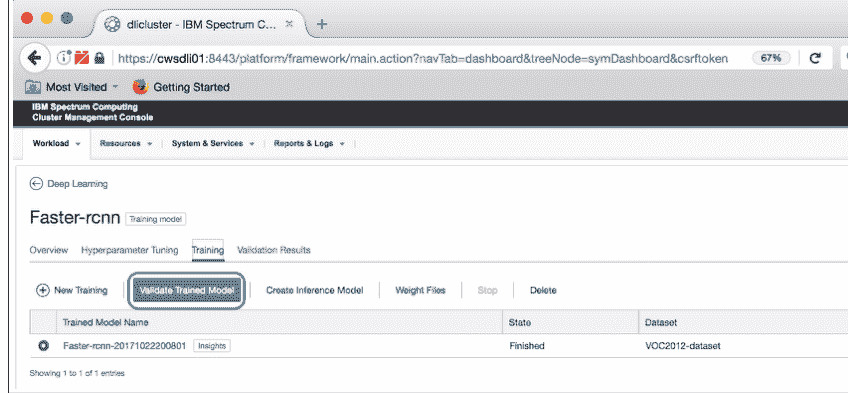 dlicluster - IBM Spectrum C...
https://cwsdli01:8443/platform/framework/main.action?navTab=dashboard&treeNode=symDashboard&csrftoken 67%
Most Visited Getting Started
IBM Spectrum Computing
Cluster Management Console
Workload Resources System & Services Reports & Logs
Deep Learning
Faster-rcnn Training model
Overview Hyperparameter Tuning Training Validation Results
New Training Validate Trained Model Create Inference Model Weight Files Stop Delete
Trained Model Name State Dataset
Faster-rcnn-20171022200801 Insights Finished VOC2012-dataset
Showing 1 to 1 of 1 entries